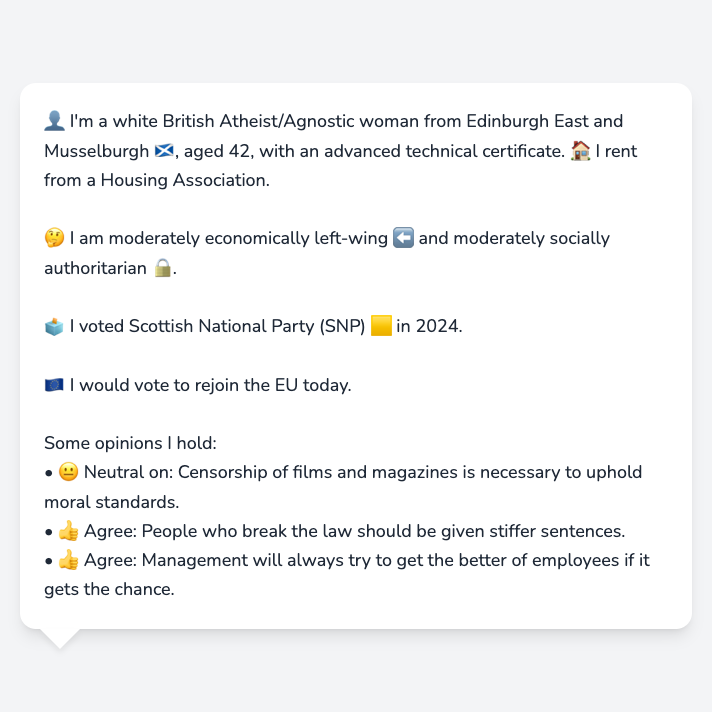 👤 I'm a white British Atheist/Agnostic woman from Edinburgh East and
Musselburgh 🏴󠁧󠁢󠁳󠁣󠁴󠁿, aged 42, with an advanced technical certificate. 🏠 I rent
from a Housing Association.
🤔 I am moderately economically left-wing ⬅️ and moderately socially
authoritarian 🔒.
🗳️ I voted Scottish National Party (SNP) 🟨 in 2024.
🇪🇺 I would vote to rejoin the EU today.
Some opinions I hold:
• 😐 Neutral on: Censorship of films and magazines is necessary to uphold
moral standards.
• 👍 Agree: People who break the law should be given stiffer sentences.
• 👍 Agree: Management will always try to get the better of employees if it
gets the chance.